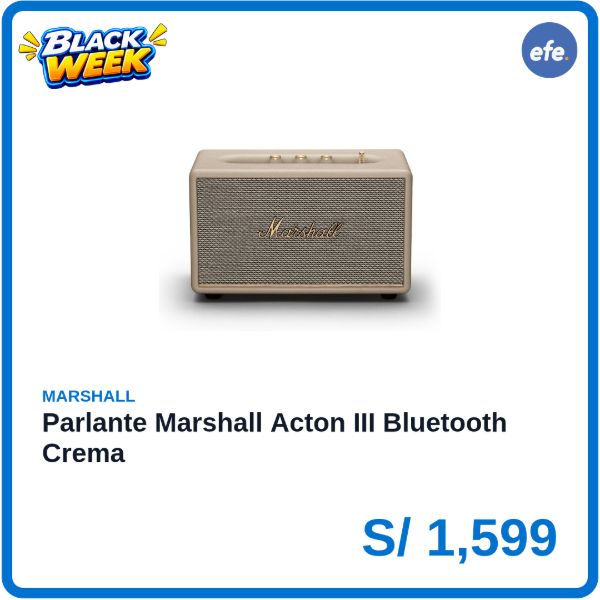 BLACK
WEEK
efe.
Marshall
MARSHALL
Parlante Marshall Acton III Bluetooth
Crema
S/ 1,599